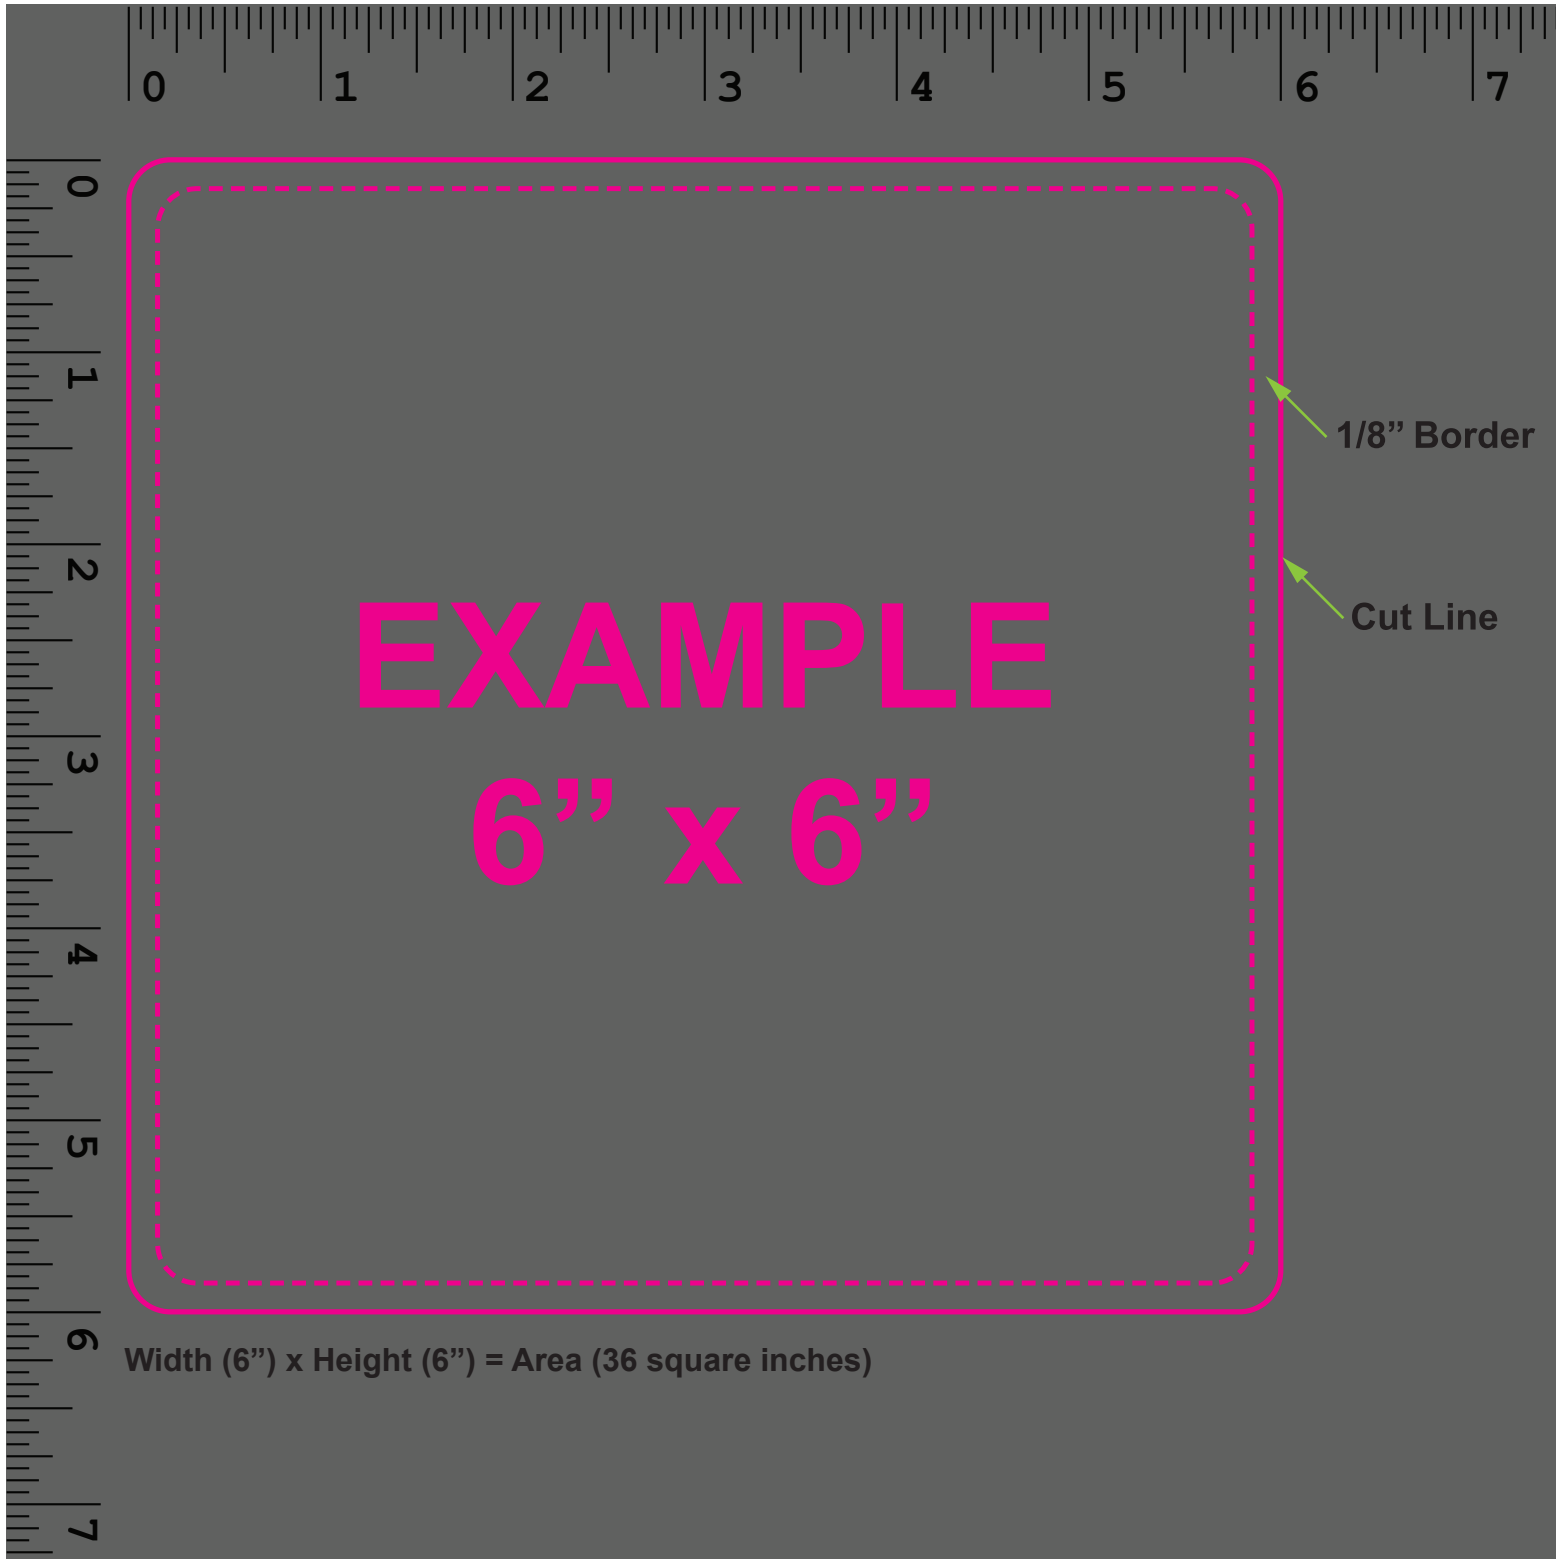 0 1 2 3 4 5 6 7
0
1
1/8” Border
2
Cut Line
EXAMPLE
3
6” x 6”
4
5
6
Width (6”) x Height (6”) = Area (36 square inches)
7